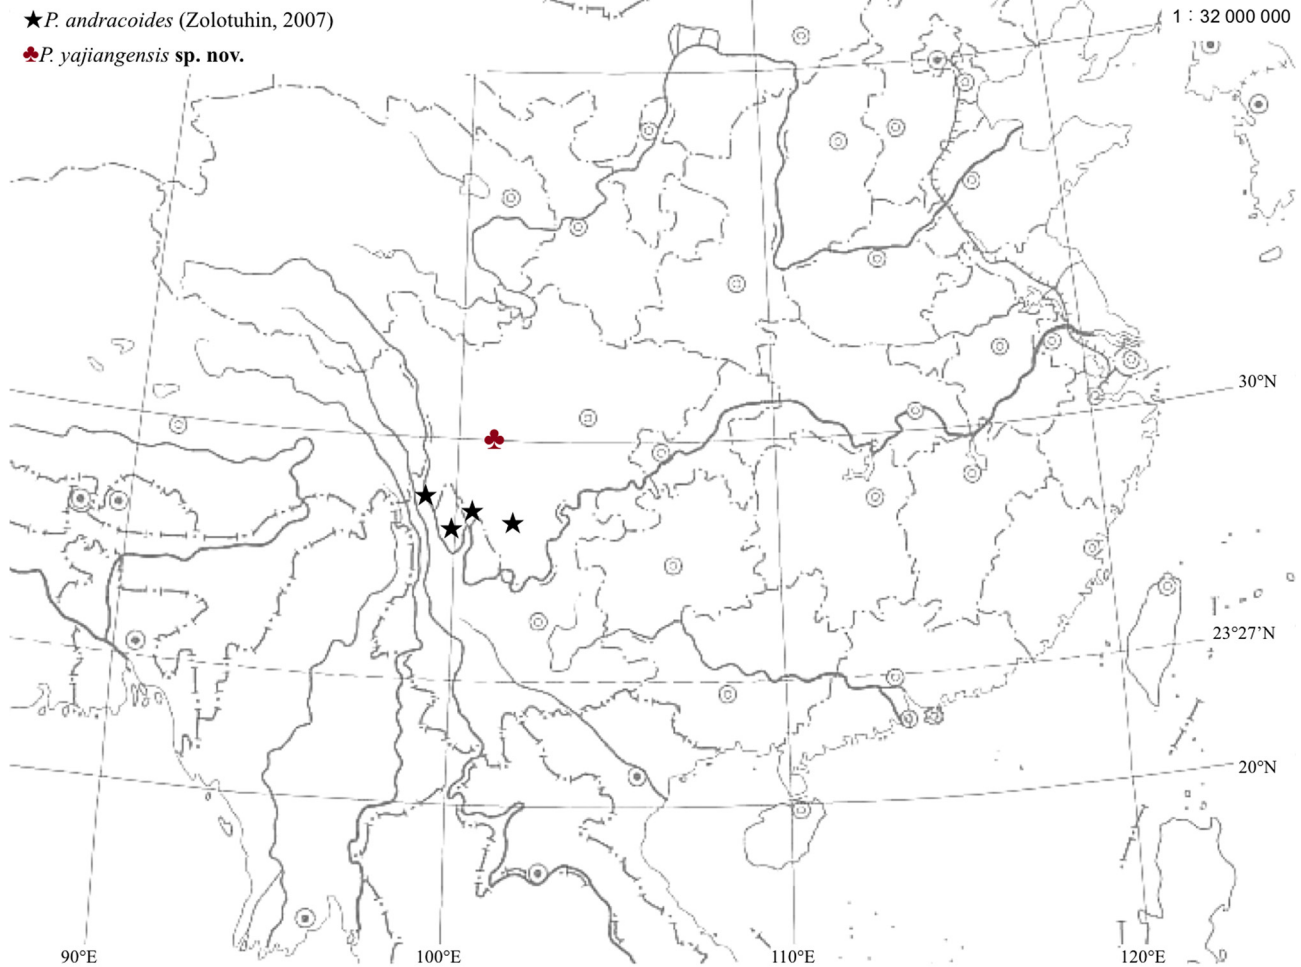 ★P. andracoides (Zolotuhin, 2007)
1 : 32 000 000
♣P. yajiangensis sp. nov.
30°N
23°27′N
20°N
90°E 100°E 110°E 120°E